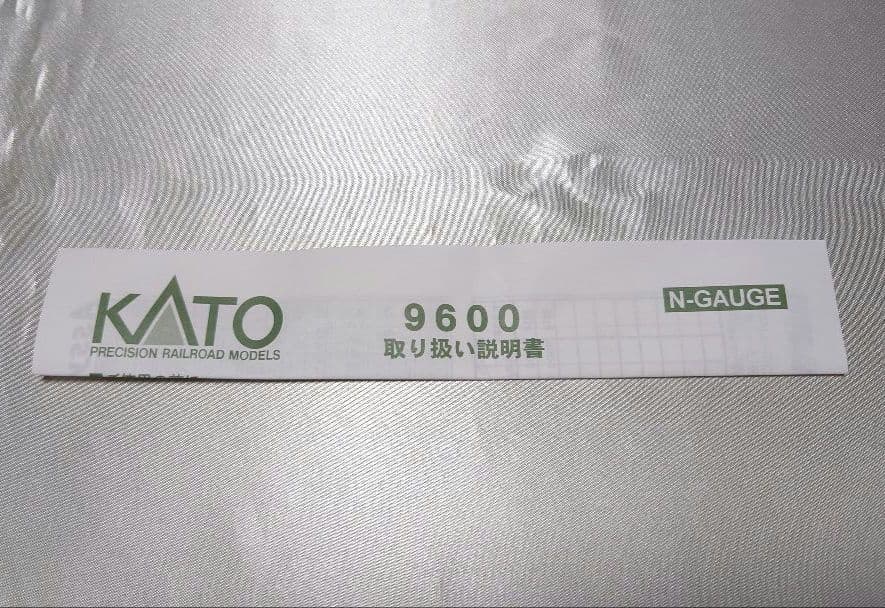 KATO
PRECISION RAILROAD MODELS
9600
取り扱い説明書
N-GAUGE